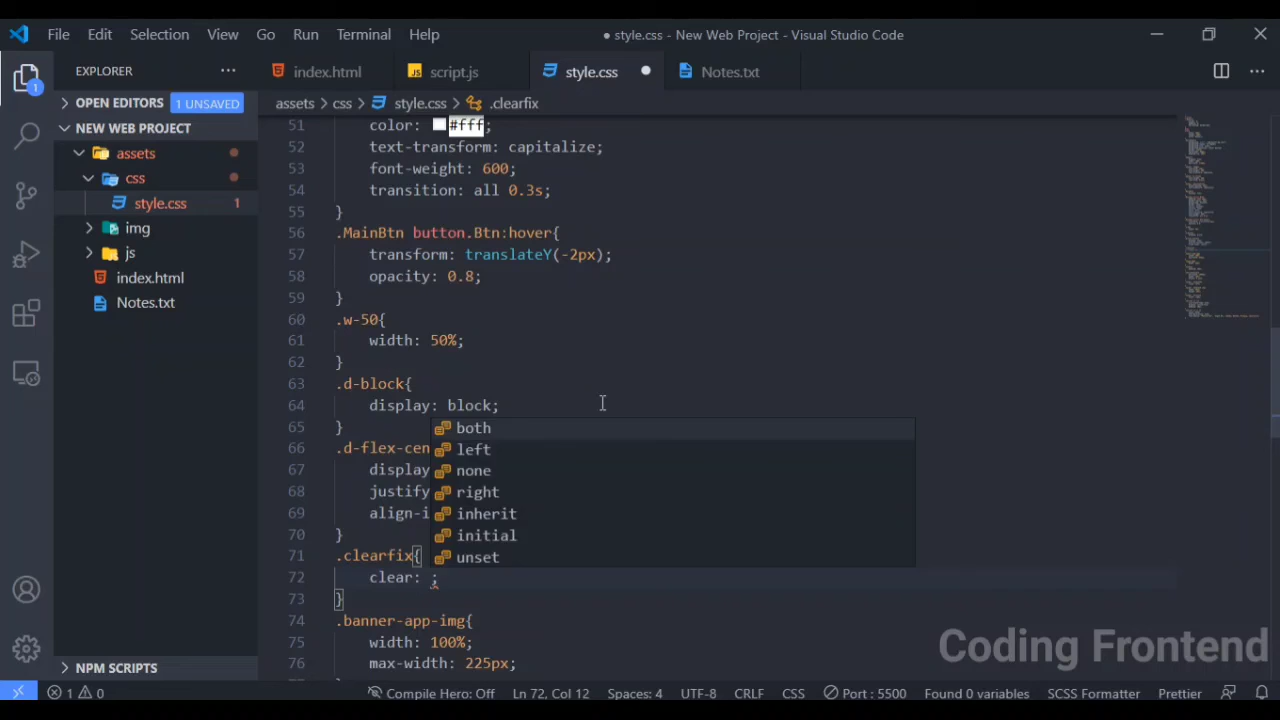 File Edit Selection View Go Run Terminal Help
● style.css - New Web Project - Visual Studio Code
EXPLORER
index.html
script.js
style.css
Notes.txt
OPEN EDITORS 1 UNSAVED
NEW WEB PROJECT
assets
css
style.css 1
img
js
index.html
Notes.txt
NPM SCRIPTS
1
assets > css > style.css > .clearfix
51 color: #fff;
52 text-transform: capitalize;
53 font-weight: 600;
54 transition: all 0.3s;
55 }
56 .MainBtn button.Btn:hover{
57 transform: translateY(-2px);
58 opacity: 0.8;
59 }
60 .w-50{
61 width: 50%;
62 }
63 .d-block{
64 display: block;
65 }
66 .d-flex-cen
67 display
68 justify
69 align-i
70 }
71 .clearfix{
72 clear: ;
73 }
74 .banner-app-img{
75 width: 100%;
76 max-width: 225px;
both
left
none
right
inherit
initial
unset
Coding Frontend
1 0 Compile Hero: Off Ln 72, Col 12 Spaces: 4 UTF-8 CRLF CSS Port : 5500 Found 0 variables SCSS Formatter Prettier